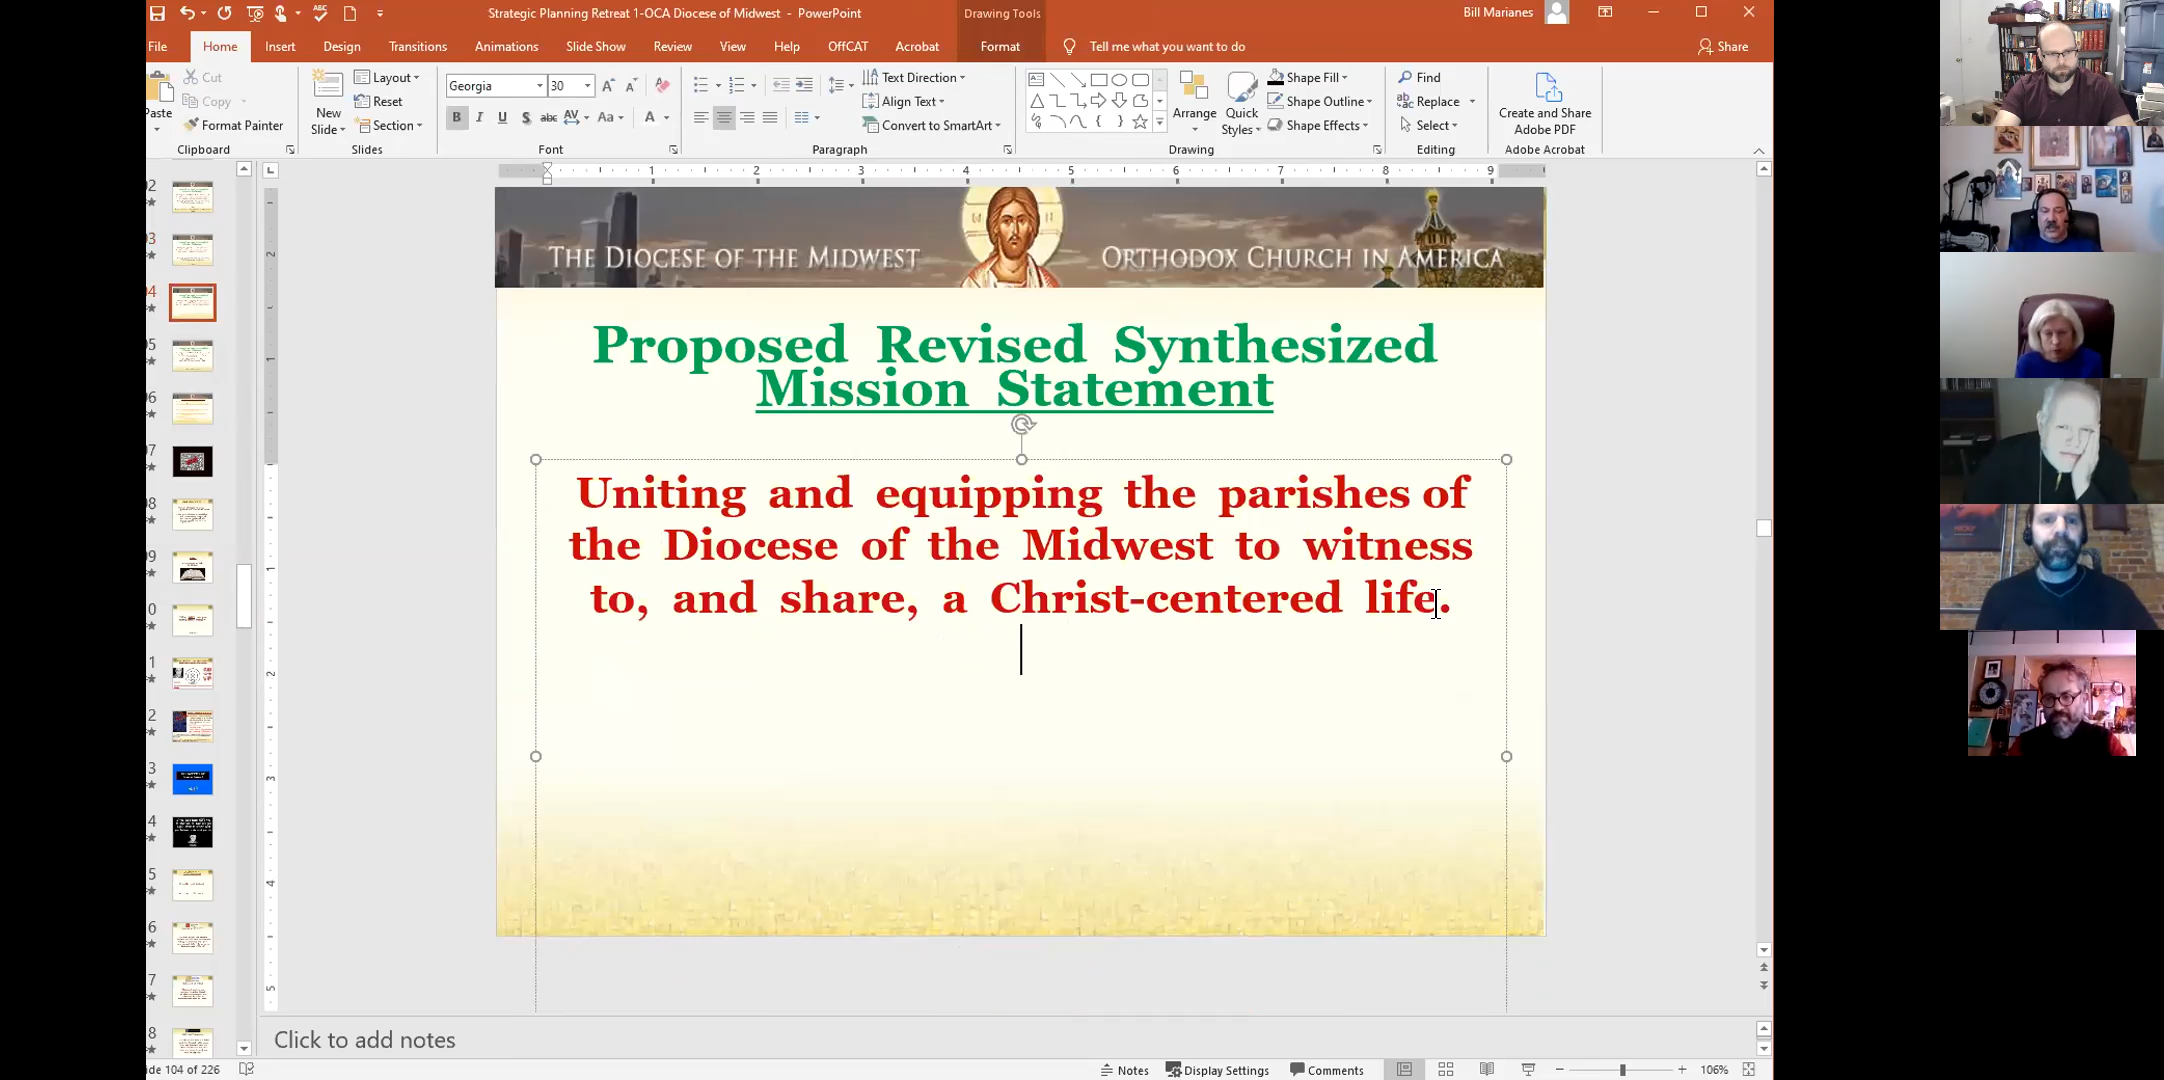 Strategic Planning Retreat 1-OCA Diocese of Midwest - PowerPoint
Drawing Tools
Bill Marianes
File Home Insert Design Transitions Animations Slide Show Review View Help OffCAT Acrobat Format Tell me what you want to do Share
Cut
Copy
Format Painter
Paste
Clipboard
New
Slide
Layout
Reset
Section
Slides
Georgia 30
Font
Text Direction
Align Text
Convert to SmartArt
Paragraph
Arrange
Quick
Styles
Shape Fill
Shape Outline
Shape Effects
Drawing
Find
Replace
Select
Editing
Create and Share
Adobe PDF
Adobe Acrobat
THE DIOCESE OF THE MIDWEST ORTHODOX CHURCH IN AMERICA
Proposed Revised Synthesized
Mission Statement
Uniting and equipping the parishes of
the Diocese of the Midwest to witness
to, and share, a Christ-centered life.
Click to add notes
ide 104 of 226
Notes Display Settings Comments 106%